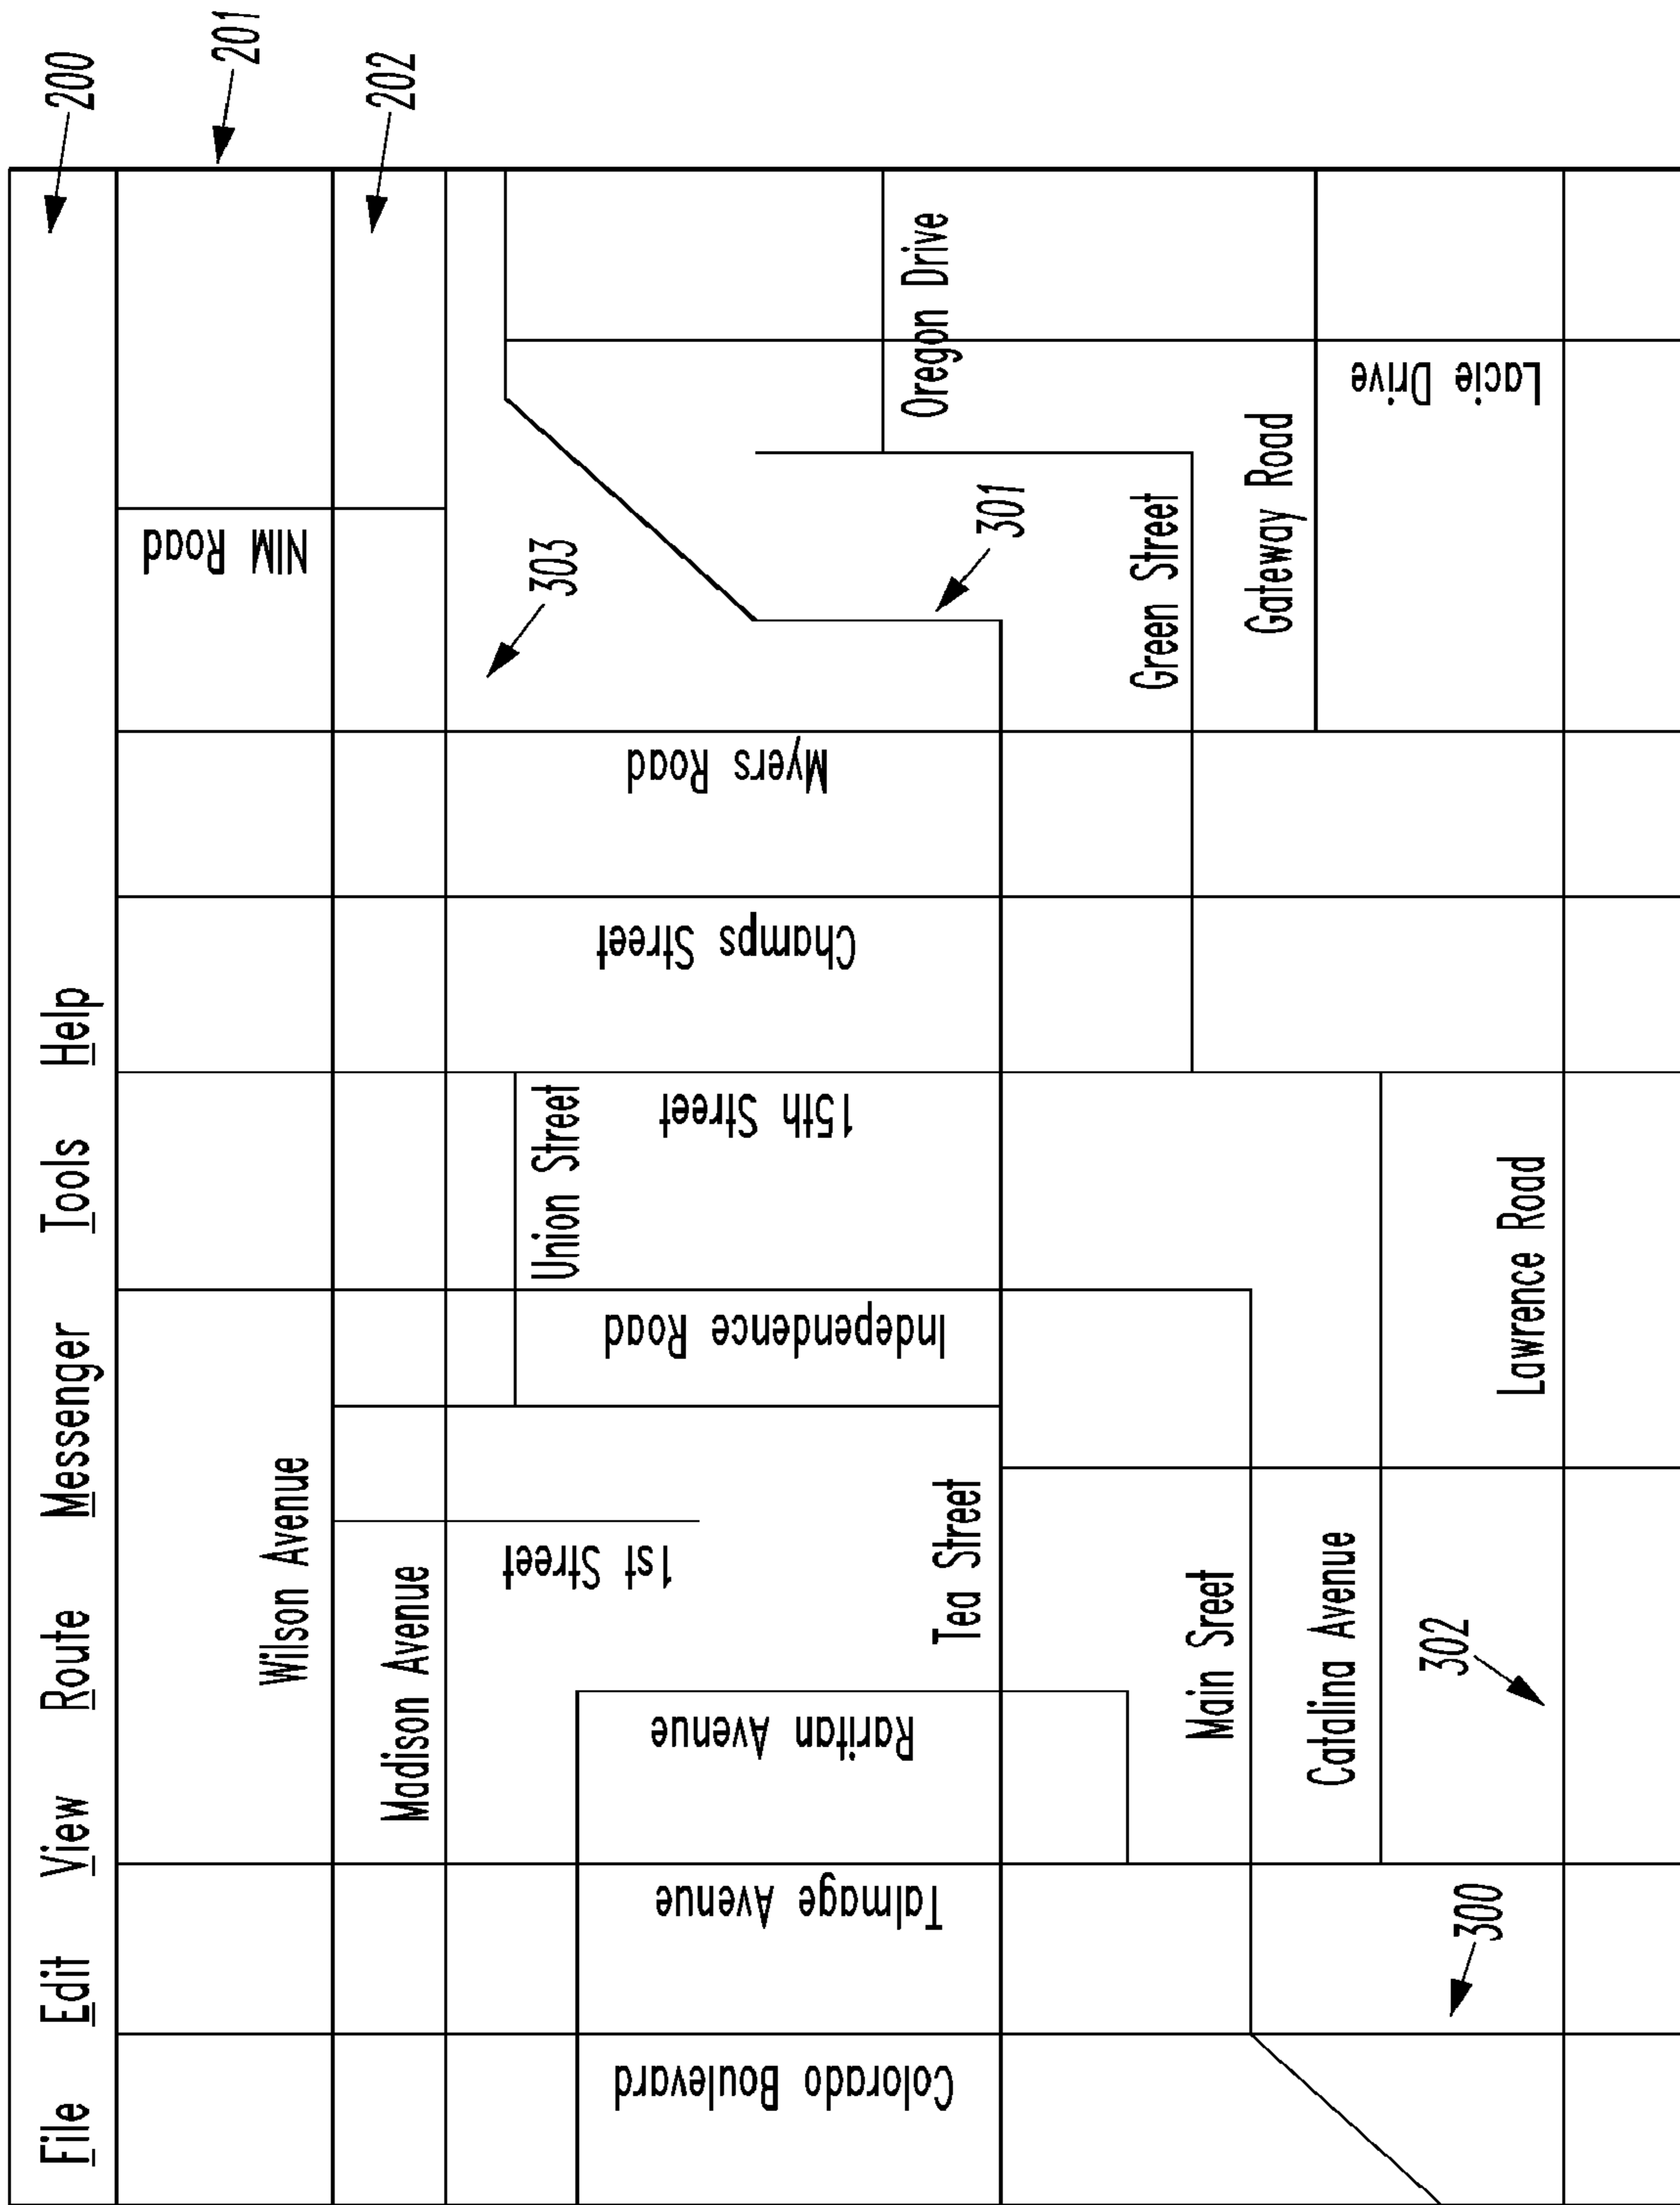 File Edit View Route Messenger Tools Help
200
201
202
Wilson Avenue
NIM Road
Madison Avenue
303
1st Street
Union Street
Colorado Boulevard
Talmage Avenue
Raritan Avenue
Independence Road
15th Street
Champs Street
Myers Road
Oregon Drive
Tea Street
301
Green Street
Main Sreet
Gateway Road
Catalina Avenue
Lacie Drive
300
302
Lawrence Road